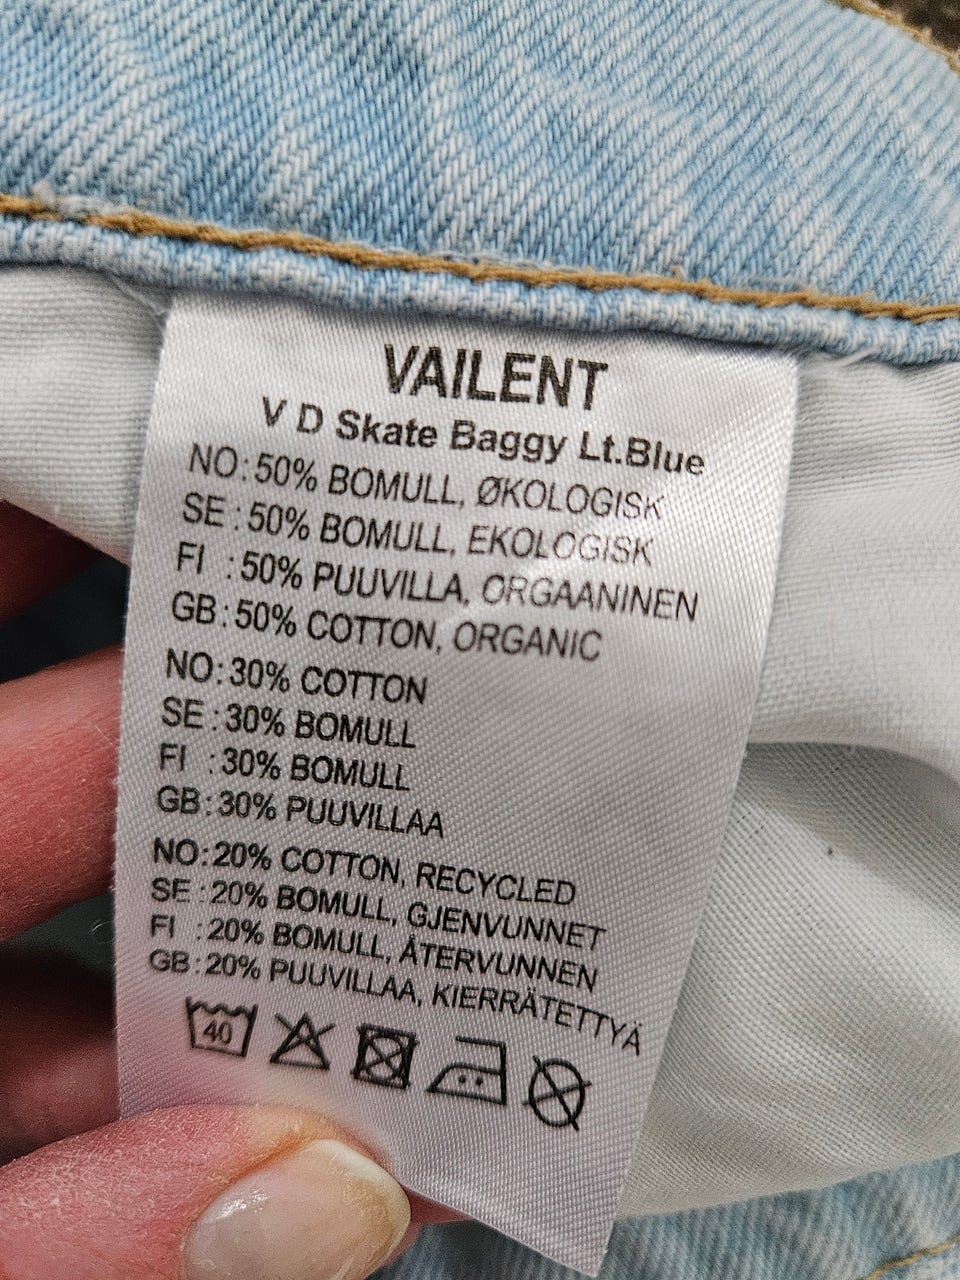 VAILENT
V D Skate Baggy Lt.Blue
NO:50% BOMULL, ØKOLOGISK
SE :50% BOMULL, EKOLOGISK
FI :50% PUUVILLA, ORGAANINEN
GB:50% COTTON, ORGANIC
NO:30% COTTON
SE :30% BOMULL
FI :30% BOMULL
GB:30% PUUVILLAA
NO:20% COTTON, RECYCLED
SE :20% BOMULL, GJENVUNNET
FI :20% BOMULL, ÅTERVUNNEN
GB:20% PUUVILLAA, KIERRÄTETTYÄ
40